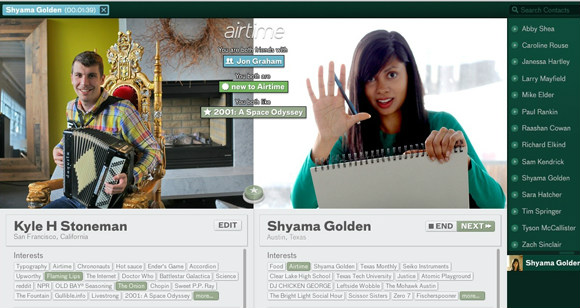 Shyama Golden (00:01:39)
Search Contacts
airtime
You are both friends with
Jon Graham
You both are
new to Airtime
You both like
2001: A Space Odyssey
Abby Shea
Caroline Rouse
Janessa Hartley
Larry Mayfield
Mike Elder
Paul Rankin
Raashan Cowan
Richard Elkind
Sam Kendrick
Shyama Golden
Sara Hatcher
Tim Springer
Tyson McCallister
Zach Sinclair
Shyama Golden
Kyle H Stoneman
EDIT
San Francisco, California
Interests
Typography Airtime Chronauts Hot sauce Ender's Game Accordion
Upworthy Flaming Lips The Internet Doctor Who Battlestar Galactica Science
reddit NPR OLD BAY® Seasoning The Onion Chopin Sweet P.P. Ray
The Fountain Gullible.info Livestrong 2001: A Space Odyssey more...
Shyama Golden
END NEXT
Austin, Texas
Interests
Food Airtime Shyama Golden Texas Monthly Seiko Instruments
Clear Lake High School Texas Tech University Justice Atomic Playground
DJ CHICKEN GEORGE Leftside Wobble The Mohawk Austin
The Bright Light Social Hour Scissor Sisters Zero 7 Fischerspooner more...